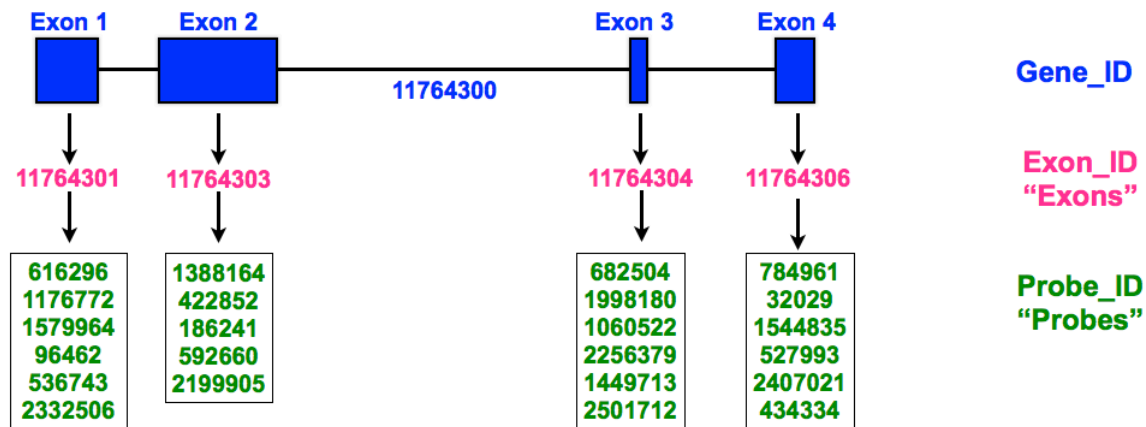 Exon 1 Exon 2 Exon 3 Exon 4
11764300 Gene_ID
11764301 11764303 11764304 11764306 Exon_ID
“Exons”
616296 1388164 682504 784961 Probe_ID
1176772 422852 1998180 32029 “Probes”
1579964 186241 1060522 1544835
96462 592660 2256379 527993
536743 2199905 1449713 2407021
2332506 2501712 434334